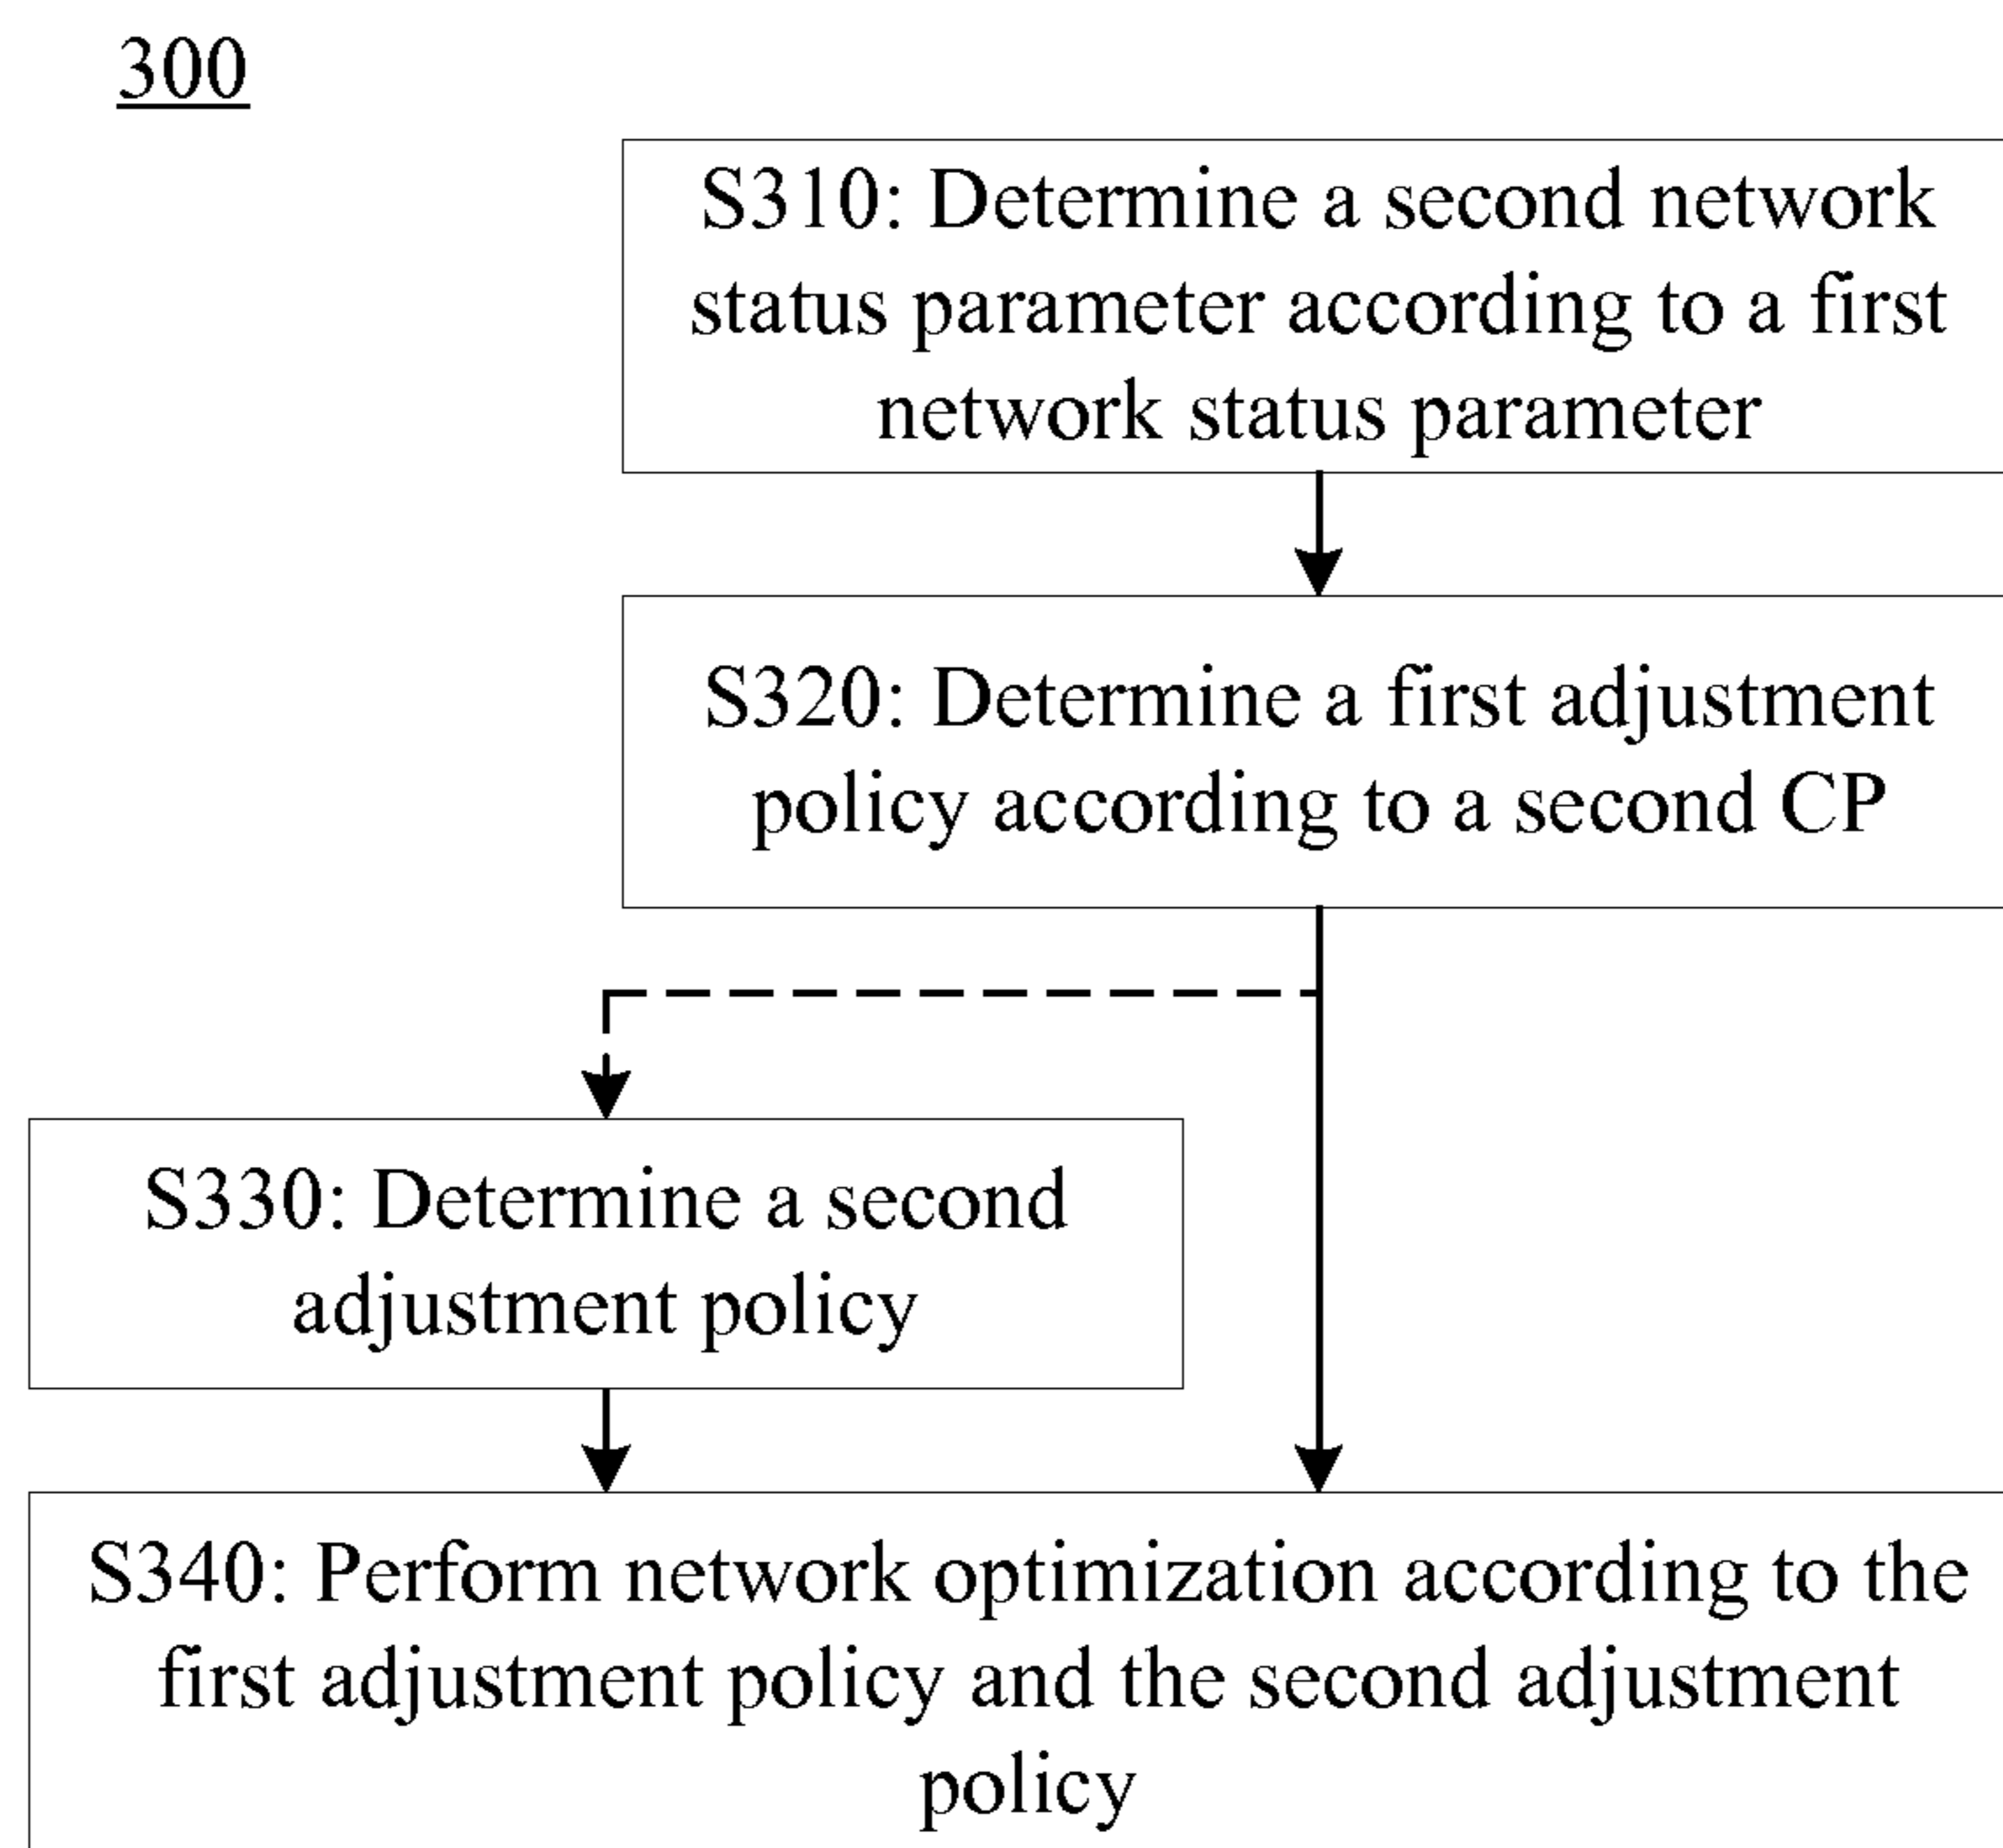 300
S310: Determine a second network
status parameter according to a first
network status parameter
S320: Determine a first adjustment
policy according to a second CP
S330: Determine a second
adjustment policy
S340: Perform network optimization according to the
first adjustment policy and the second adjustment
policy